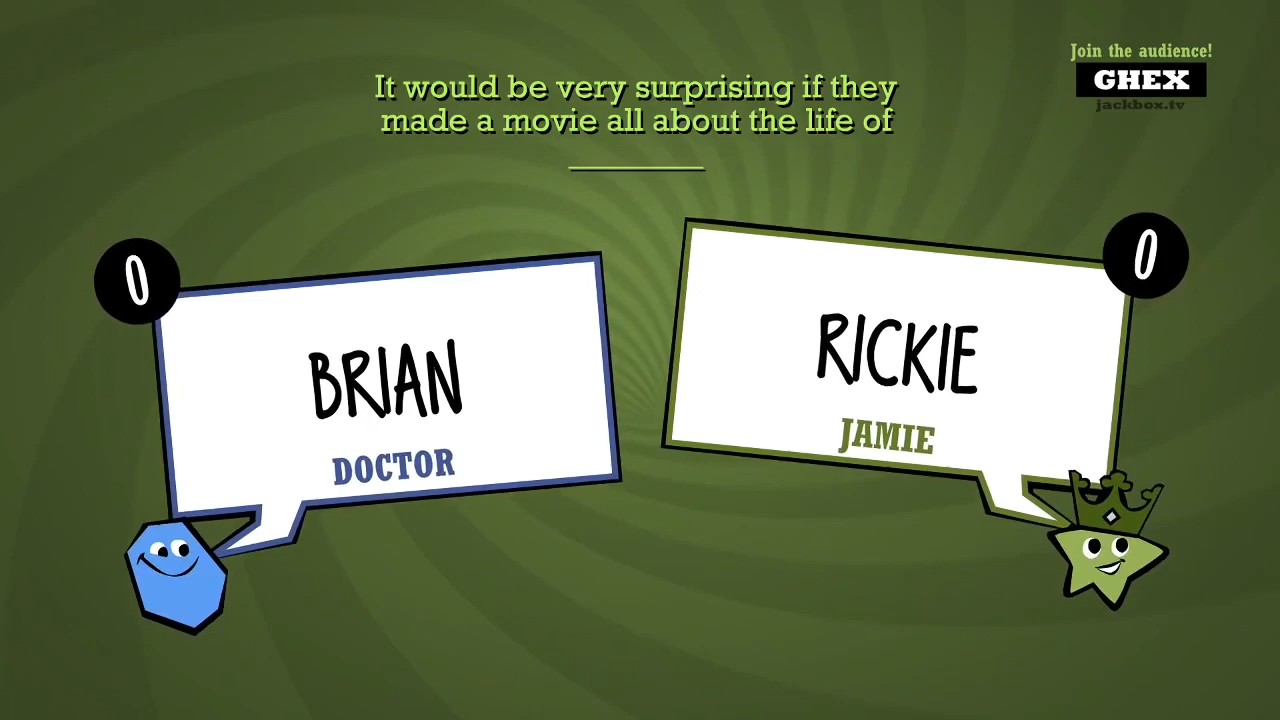 Join the audience!
GHEX
jackbox.tv
It would be very surprising if they
made a movie all about the life of
______
0
0
BRIAN
RICKIE
DOCTOR
JAMIE